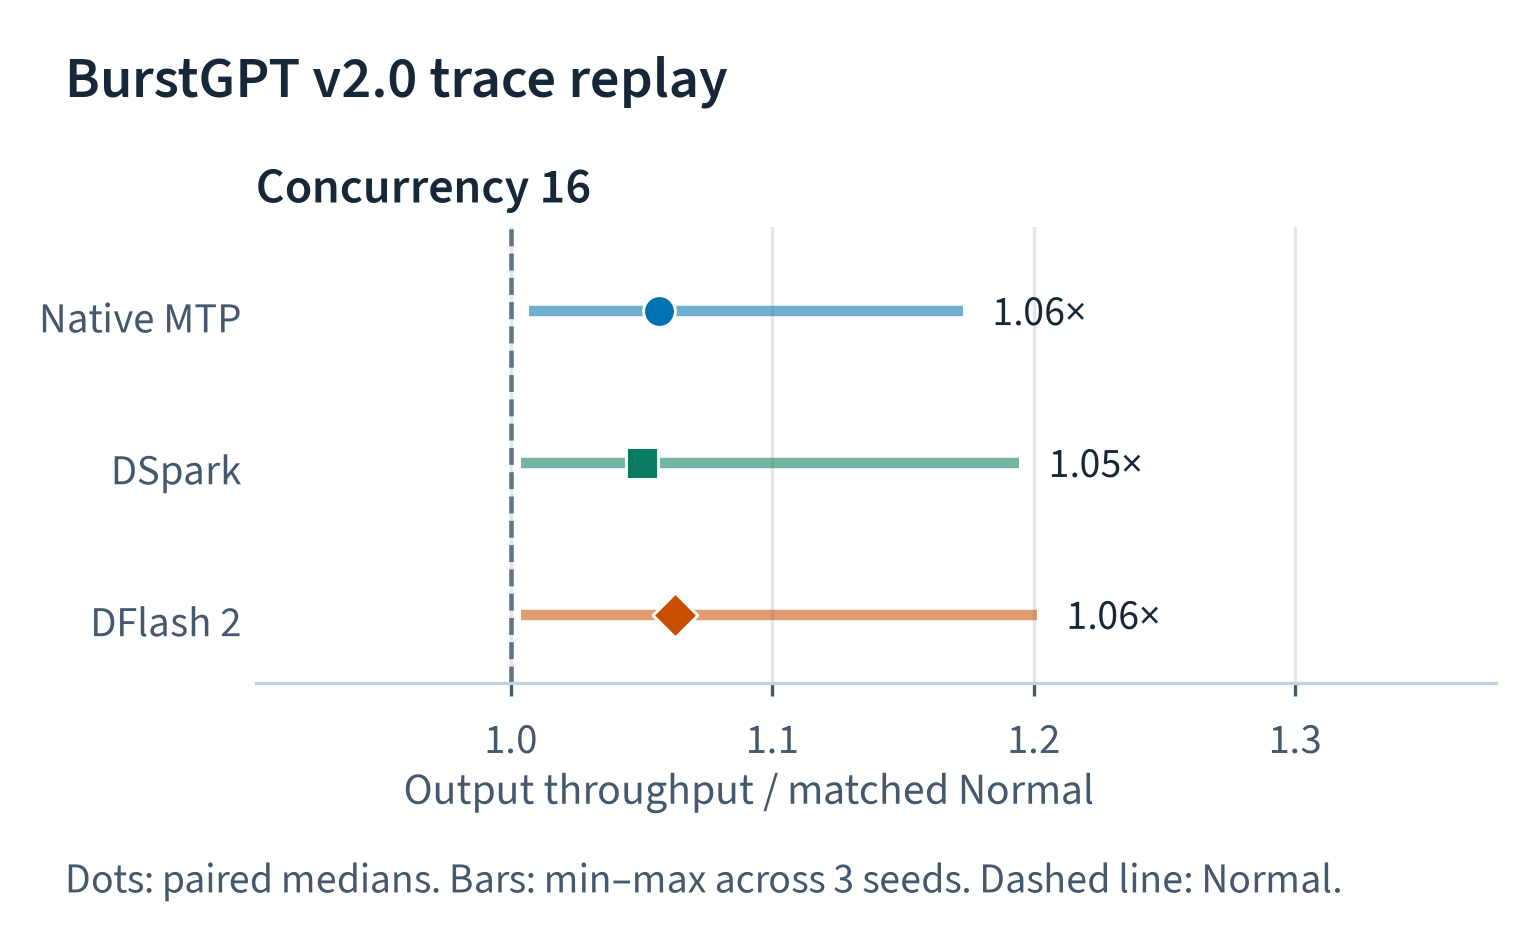 BurstGPT v2.0 trace replay
Concurrency 16
Native MTP
1.06×
DSpark
1.05×
DFlash 2
1.06×
1.0 1.1 1.2 1.3
Output throughput / matched Normal
Dots: paired medians. Bars: min–max across 3 seeds. Dashed line: Normal.